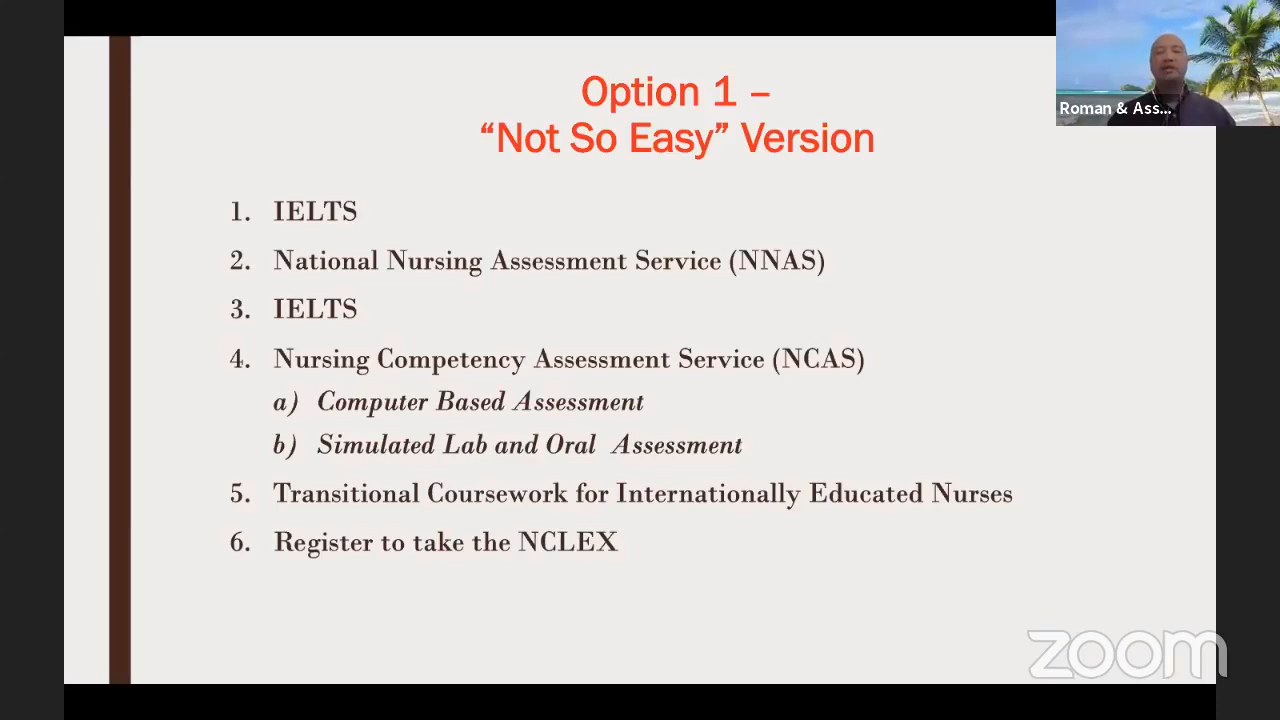 Option 1 –
“Not So Easy” Version
Roman & Ass...
1. IELTS
2. National Nursing Assessment Service (NNAS)
3. IELTS
4. Nursing Competency Assessment Service (NCAS)
a) Computer Based Assessment
b) Simulated Lab and Oral Assessment
5. Transitional Coursework for Internationally Educated Nurses
6. Register to take the NCLEX
zoom